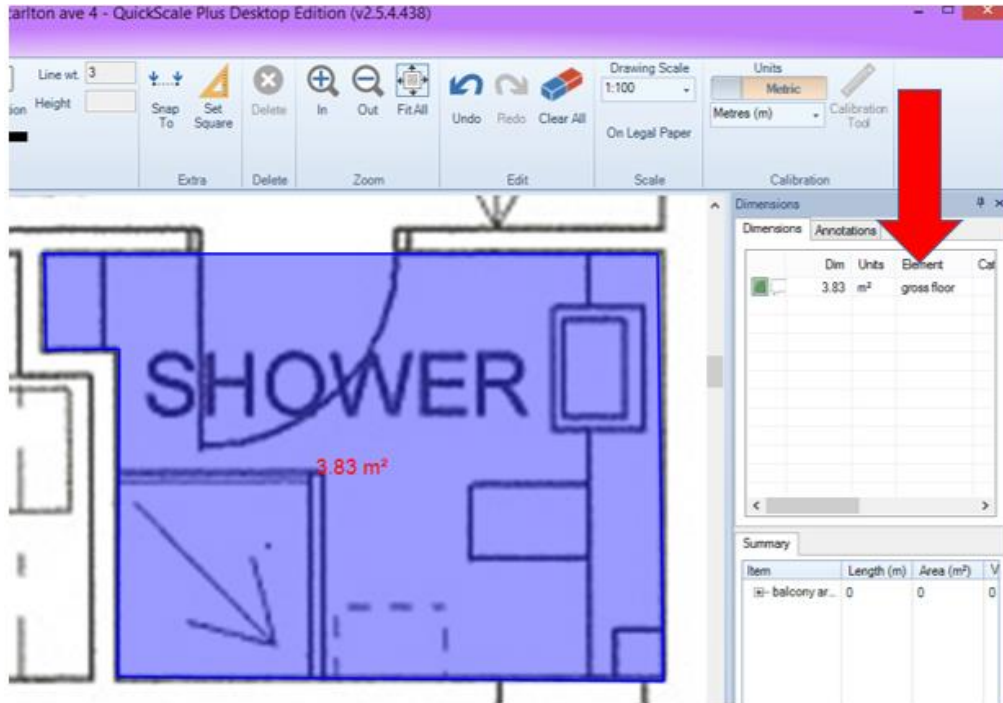 arlton ave 4 - QuickScale Plus Desktop Edition (v2.5.4.438)
Line wt. 3
Height
Snap To
Set Square
Delete
In
Out
Fit All
Undo
Redo
Clear All
Drawing Scale
1:100
On Legal Paper
Units
Metric
Metres (m)
Calibration Tool
Extra
Delete
Zoom
Edit
Scale
Calibration
Dimensions
Dimensions Annotations
Dim Units Element Cat
3.83 m² gross floor
SHOWER
3.83 m²
Summary
Item Length (m) Area (m²) V
balcony ar... 0 0 0